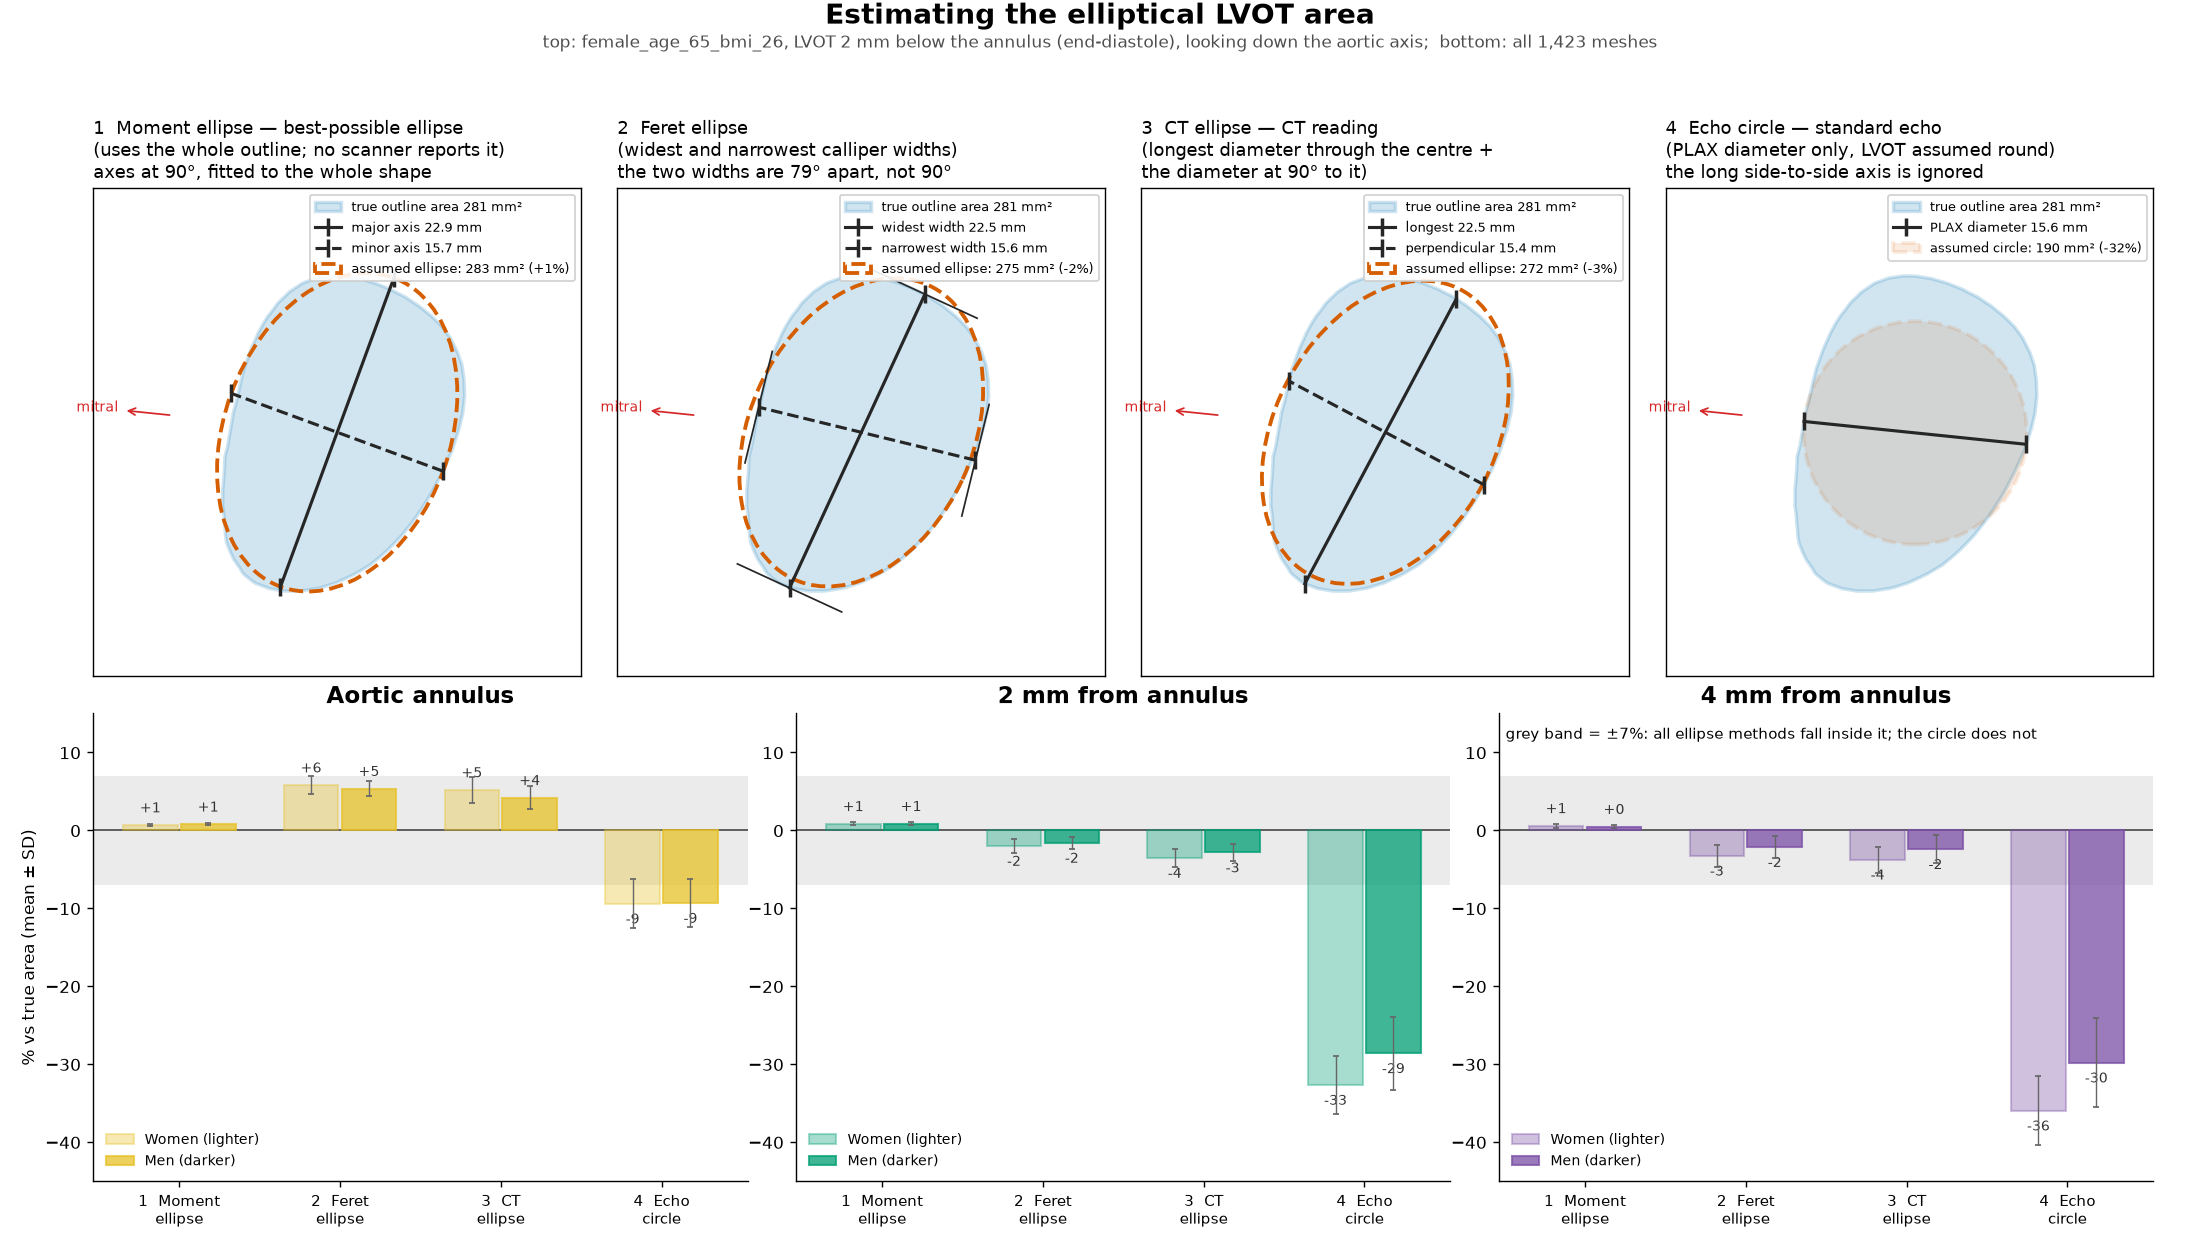 Estimating the elliptical LVOT area
top: female_age_65_bmi_26, LVOT 2 mm below the annulus (end-diastole), looking down the aortic axis;  bottom: all 1,423 meshes
1  Moment ellipse — best-possible ellipse
(uses the whole outline; no scanner reports it)
axes at 90°, fitted to the whole shape
true outline area 281 mm²
major axis 22.9 mm
minor axis 15.7 mm
assumed ellipse: 283 mm² (+1%)
mitral
2  Feret ellipse
(widest and narrowest calliper widths)
the two widths are 79° apart, not 90°
true outline area 281 mm²
widest width 22.5 mm
narrowest width 15.6 mm
assumed ellipse: 275 mm² (-2%)
mitral
3  CT ellipse — CT reading
(longest diameter through the centre +
the diameter at 90° to it)
true outline area 281 mm²
longest 22.5 mm
perpendicular 15.4 mm
assumed ellipse: 272 mm² (-3%)
mitral
4  Echo circle — standard echo
(PLAX diameter only, LVOT assumed round)
the long side-to-side axis is ignored
true outline area 281 mm²
PLAX diameter 15.6 mm
assumed circle: 190 mm² (-32%)
mitral
Aortic annulus
% vs true area (mean ± SD)
10
0
−10
−20
−30
−40
+1
+1
+6
+5
+5
+4
-9
-9
Women (lighter)
Men (darker)
1  Moment
ellipse
2  Feret
ellipse
3  CT
ellipse
4  Echo
circle
2 mm from annulus
10
0
−10
−20
−30
−40
+1
+1
-2
-2
-4
-3
-33
-29
Women (lighter)
Men (darker)
1  Moment
ellipse
2  Feret
ellipse
3  CT
ellipse
4  Echo
circle
4 mm from annulus
grey band = ±7%: all ellipse methods fall inside it; the circle does not
10
0
−10
−20
−30
−40
+1
+0
-3
-2
-4
-2
-36
-30
Women (lighter)
Men (darker)
1  Moment
ellipse
2  Feret
ellipse
3  CT
ellipse
4  Echo
circle